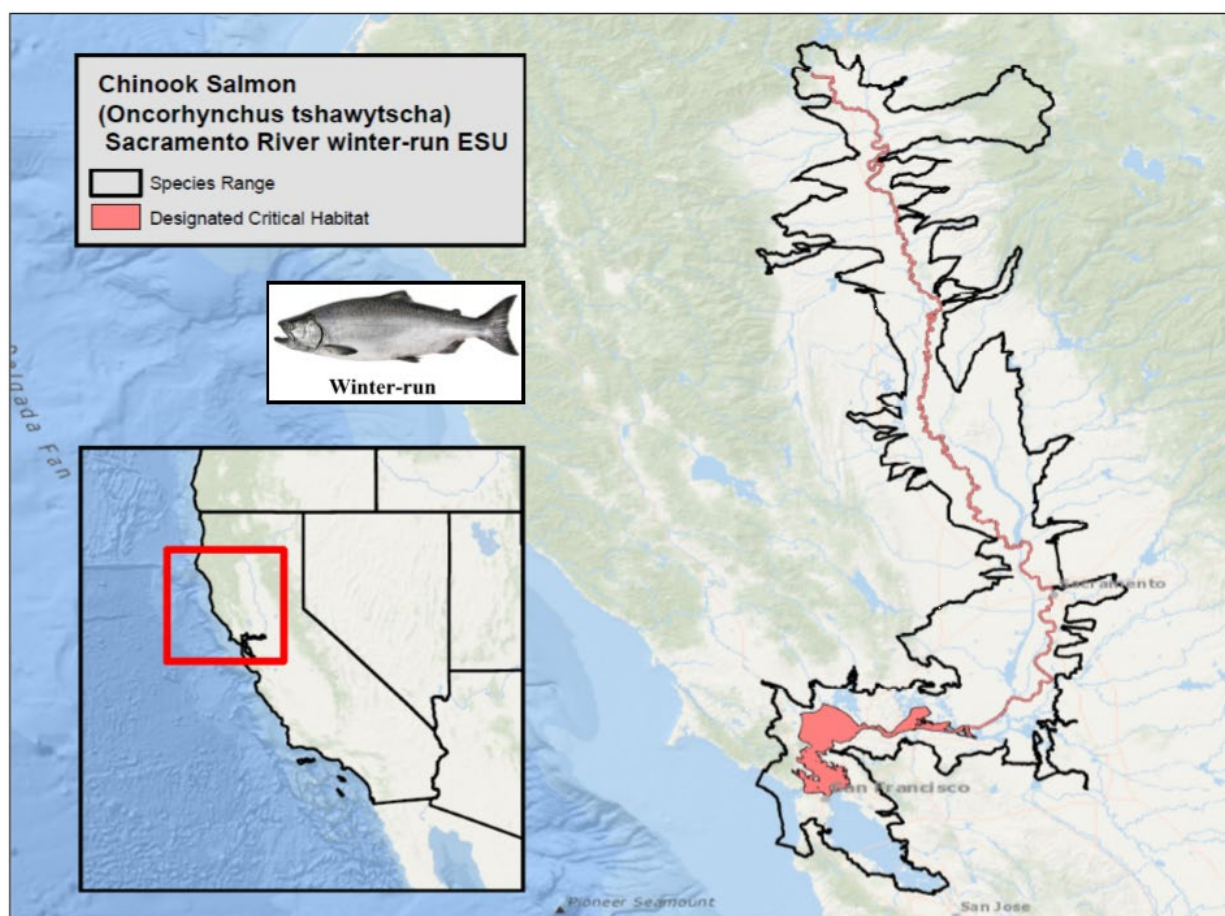 Chinook Salmon
(Oncorhynchus tshawytscha)
Sacramento River winter-run ESU
Species Range
Designated Critical Habitat
Winter-run
Fan
Sacramento
San Francisco
Pioneer Seamount
San Jose